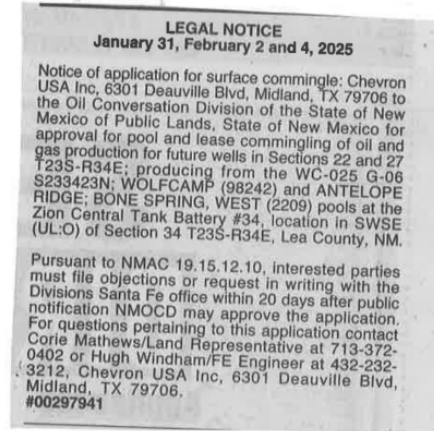 LEGAL NOTICE
January 31, February 2 and 4, 2025
Notice of application for surface commingle: Chevron
USA Inc, 6301 Deauville Blvd, Midland, TX 79706 to
the Oil Conversation Division of the State of New
Mexico of Public Lands, State of New Mexico for
approval for pool and lease commingling of oil and
gas production for future wells in Sections 22 and 27
T23S-R34E; producing from the WC-025 G-06
S233423N; WOLFCAMP (98242) and ANTELOPE
RIDGE; BONE SPRING, WEST (2209) pools at the
Zion Central Tank Battery #34, location in SWSE
(UL:O) of Section 34 T23S-R34E, Lea County, NM.
Pursuant to NMAC 19.15.12.10, interested parties
must file objections or request in writing with the
Divisions Santa Fe office within 20 days after public
notification NMOCD may approve the application.
For questions pertaining to this application contact
Corie Mathews/Land Representative at 713-372-
0402 or Hugh Windham/FE Engineer at 432-232-
3212, Chevron USA Inc, 6301 Deauville Blvd,
Midland, TX 79706.
#00297941